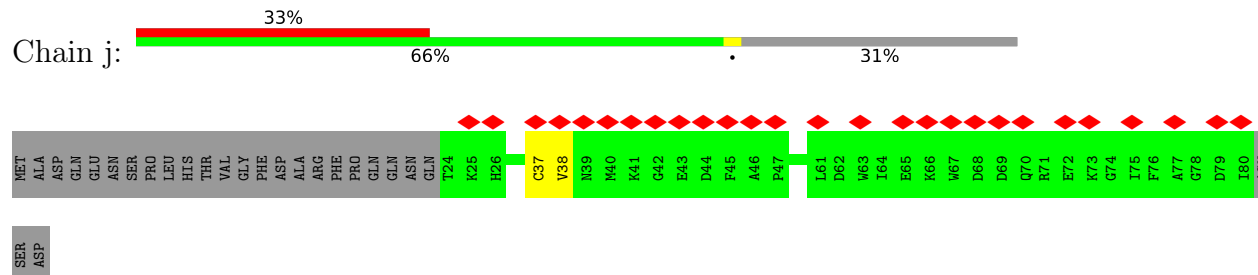 33%
Chain j:
66%
31%
MET ALA ASP GLN GLU ASN SER PRO LEU HIS THR VAL GLY PHE ASP ALA ARG PHE PRO GLN GLN ASN GLN T24 K25 H26 C37 V38 N39 M40 K41 G42 E43 D44 F45 A46 P47 L61 D62 W63 I64 E65 K66 W67 D68 D69 Q70 R71 E72 K73 G74 I75 F76 A77 G78 D79 I80
SER ASP